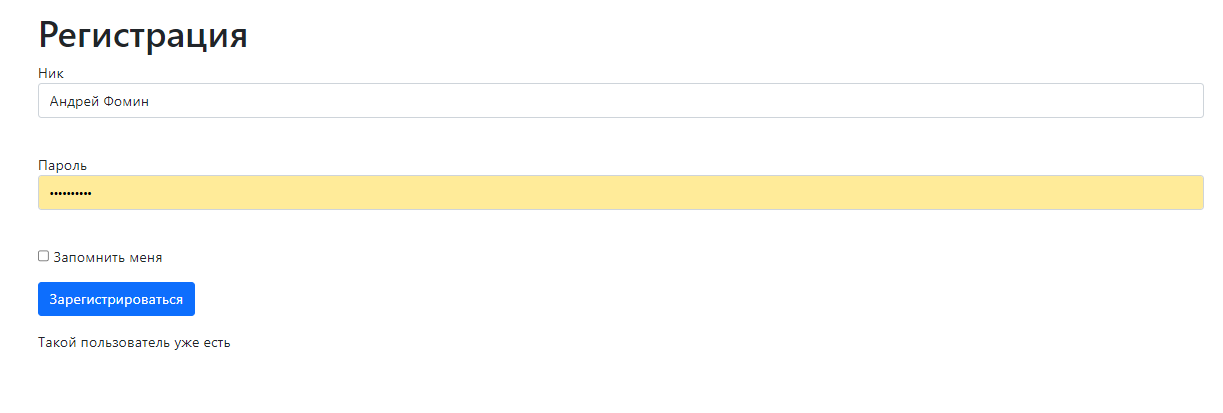 Регистрация
Ник
Андрей Фомин
Пароль
••••••••••
Запомнить меня
Зарегистрироваться
Такой пользователь уже есть